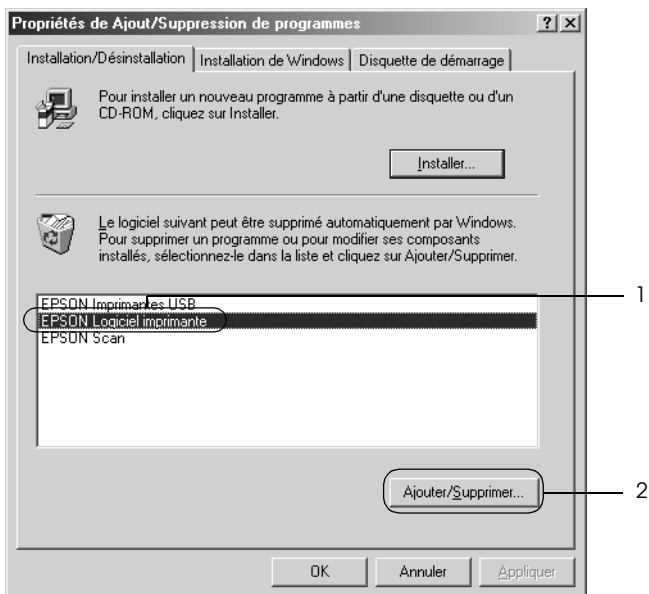 Propriétés de Ajout/Suppression de programmes
Installation/Désinstallation
Installation de Windows
Disquette de démarrage
Pour installer un nouveau programme à partir d'une disquette ou d'un
CD-ROM, cliquez sur Installer.
Installer...
Le logiciel suivant peut être supprimé automatiquement par Windows.
Pour supprimer un programme ou pour modifier ses composants
installés, sélectionnez-le dans la liste et cliquez sur Ajouter/Supprimer.
EPSON Imprimantes USB
1
EPSON Logiciel imprimante
EPSON Scan
Ajouter/Supprimer...
2
OK
Annuler
Appliquer